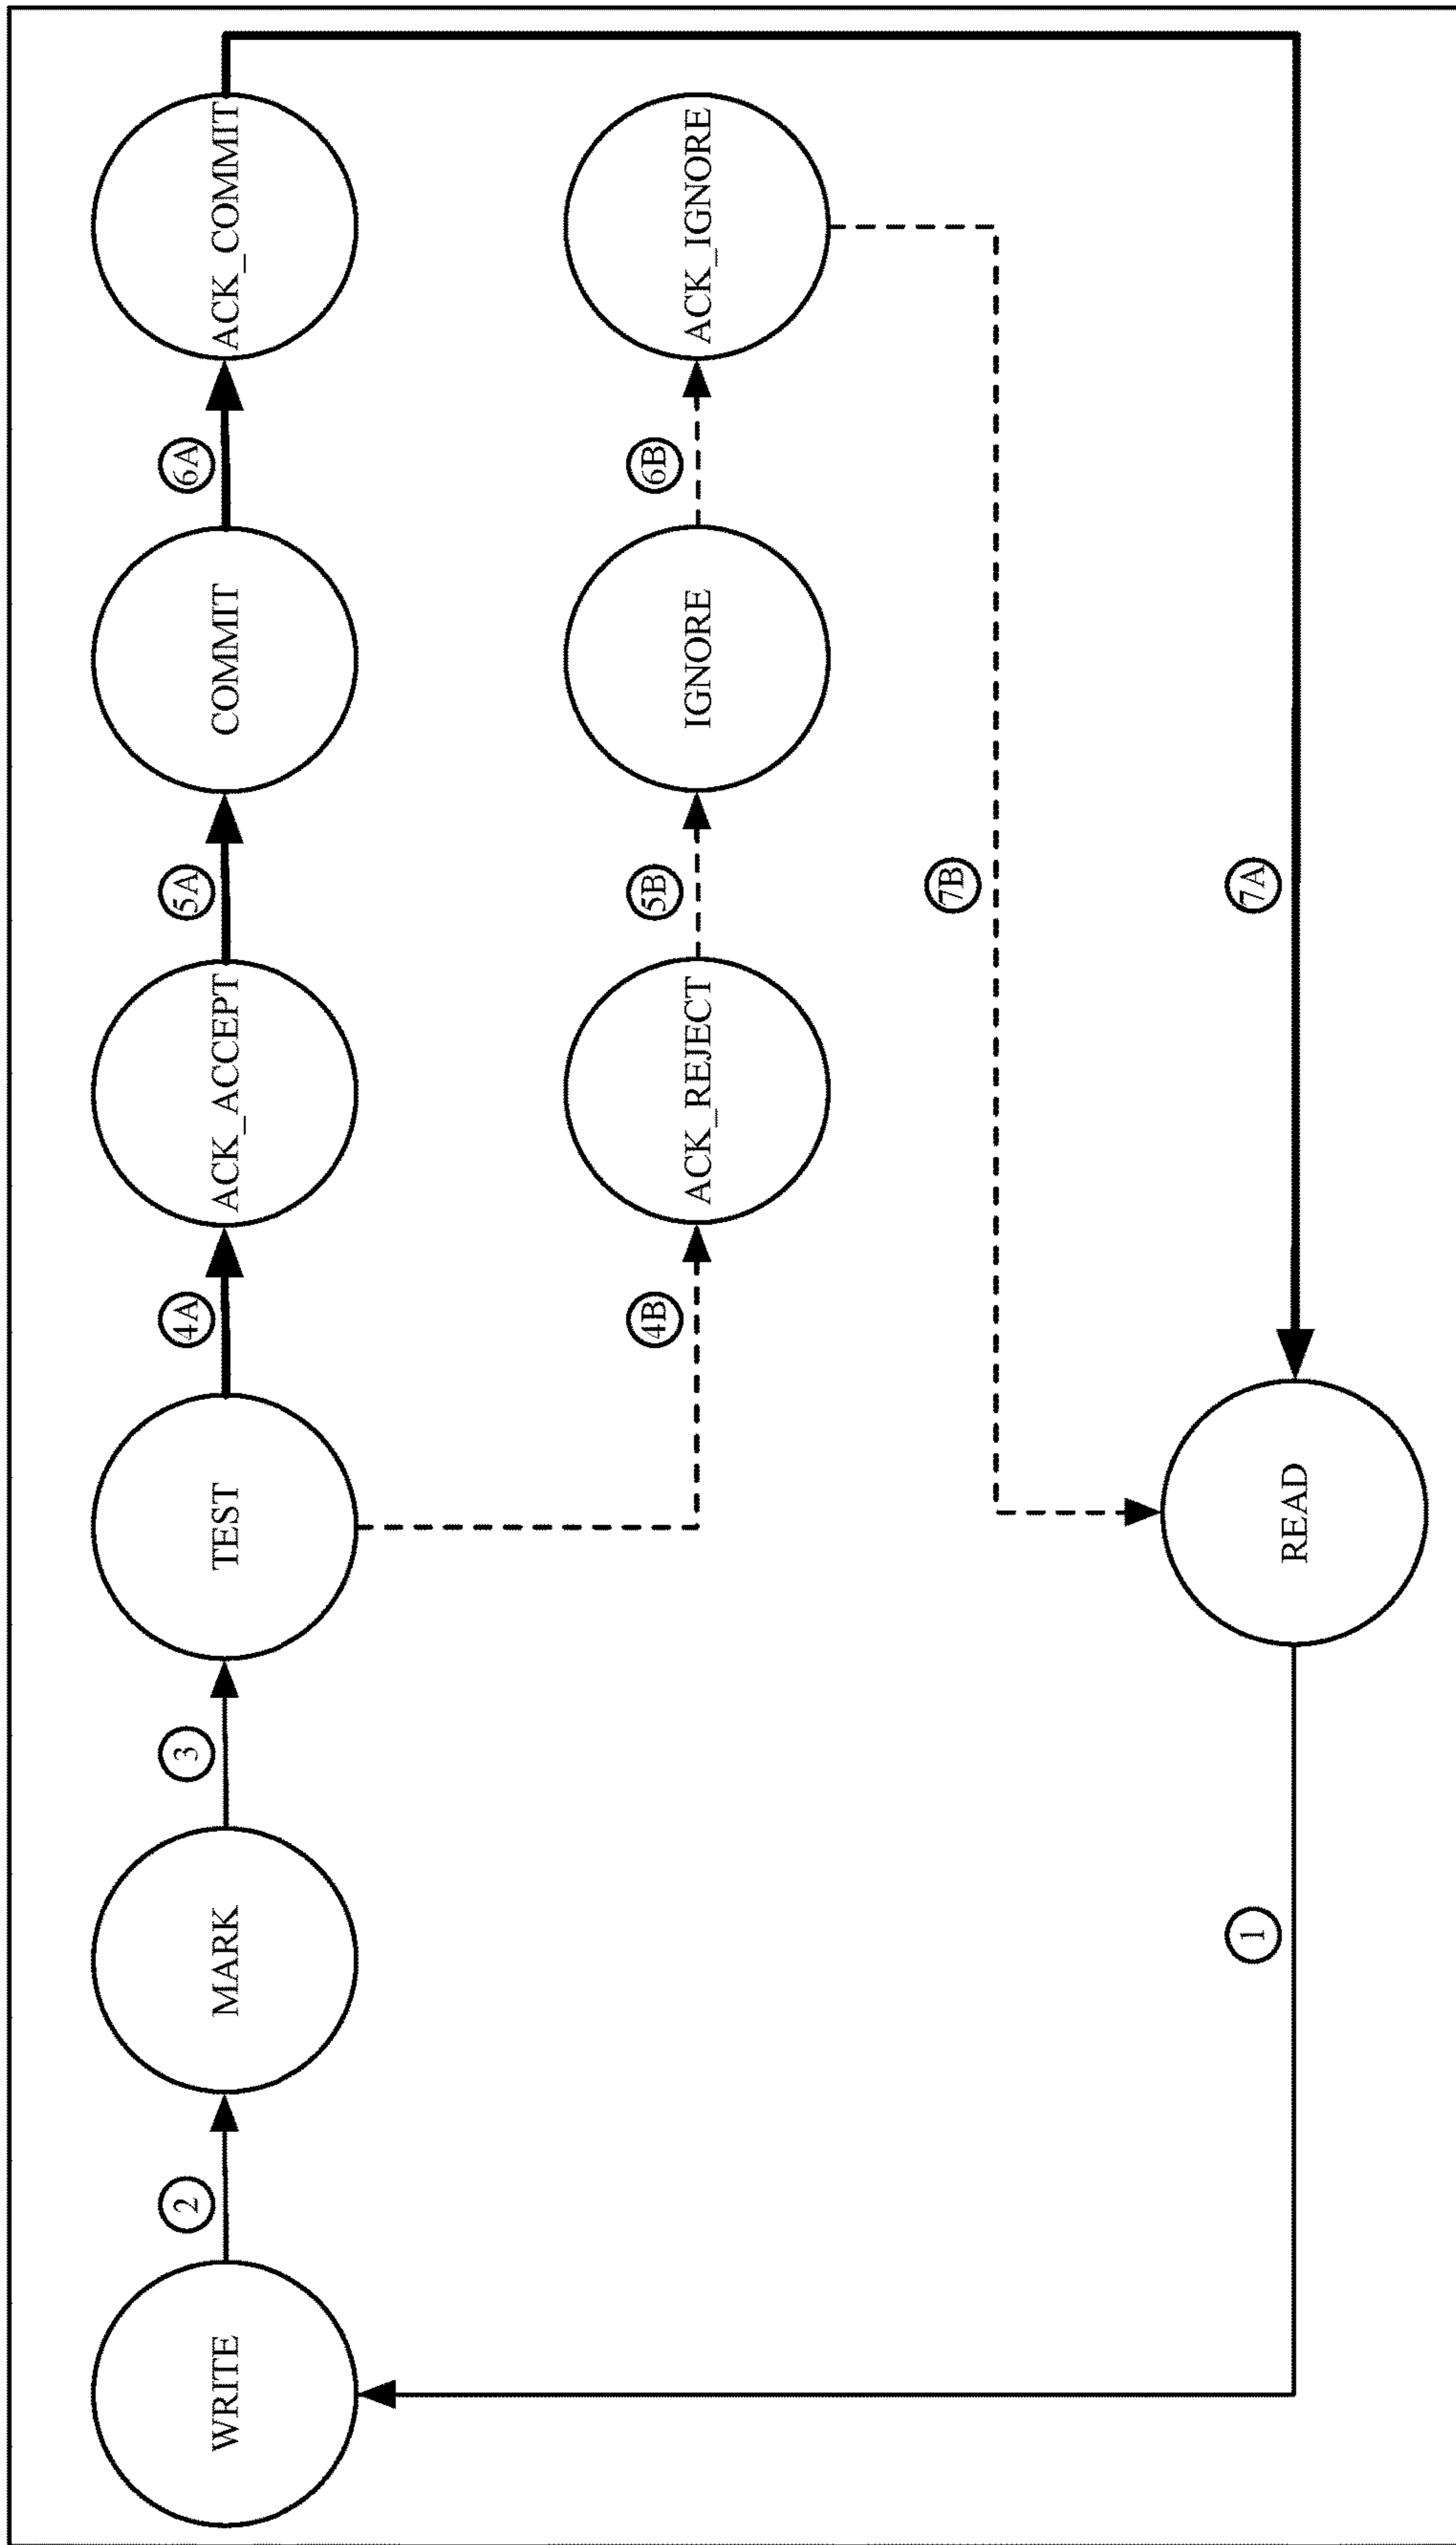 WRITE
2
MARK
3
TEST
4A
ACK_ACCEPT
5A
COMMIT
6A
ACK_COMMIT
4B
ACK_REJECT
5B
IGNORE
6B
ACK_IGNORE
7B
1
READ
7A